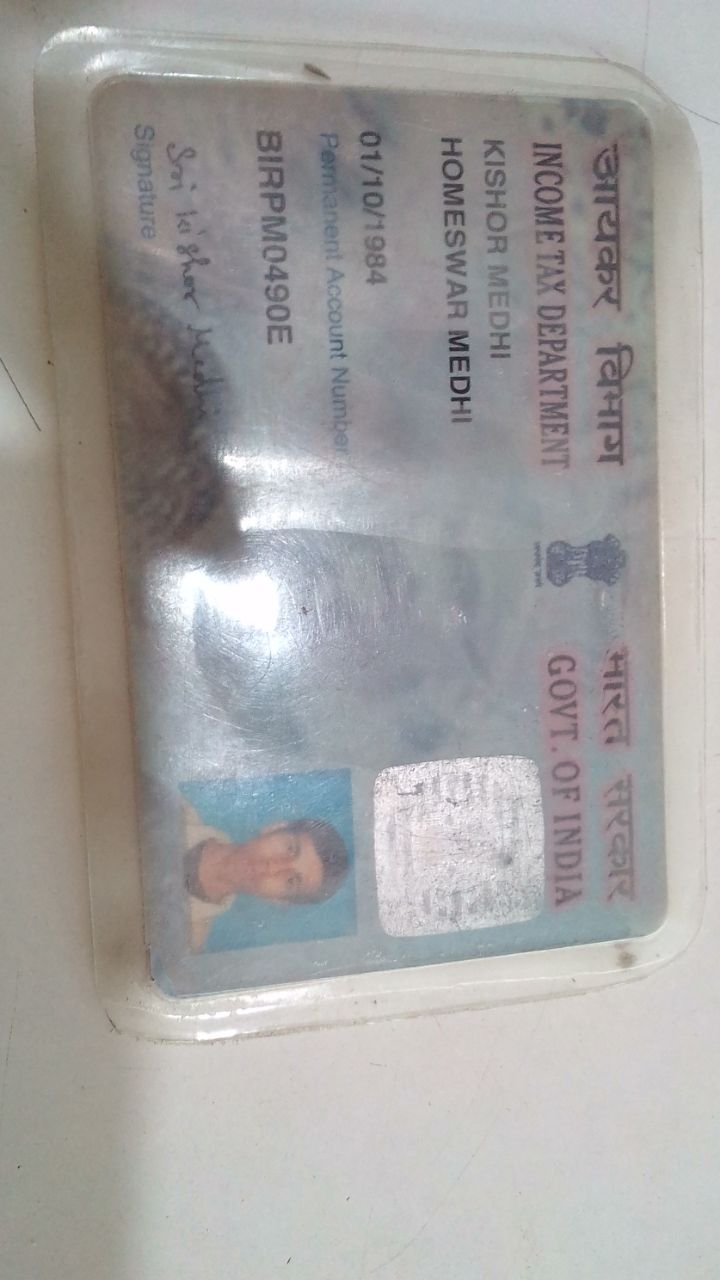 आयकर विभाग
INCOME TAX DEPARTMENT
भारत सरकार
GOVT. OF INDIA
KISHOR MEDHI
HOMESWAR MEDHI
01/10/1984
Permanent Account Number
BIRPM0490E
Sri Kishor Medhi
Signature